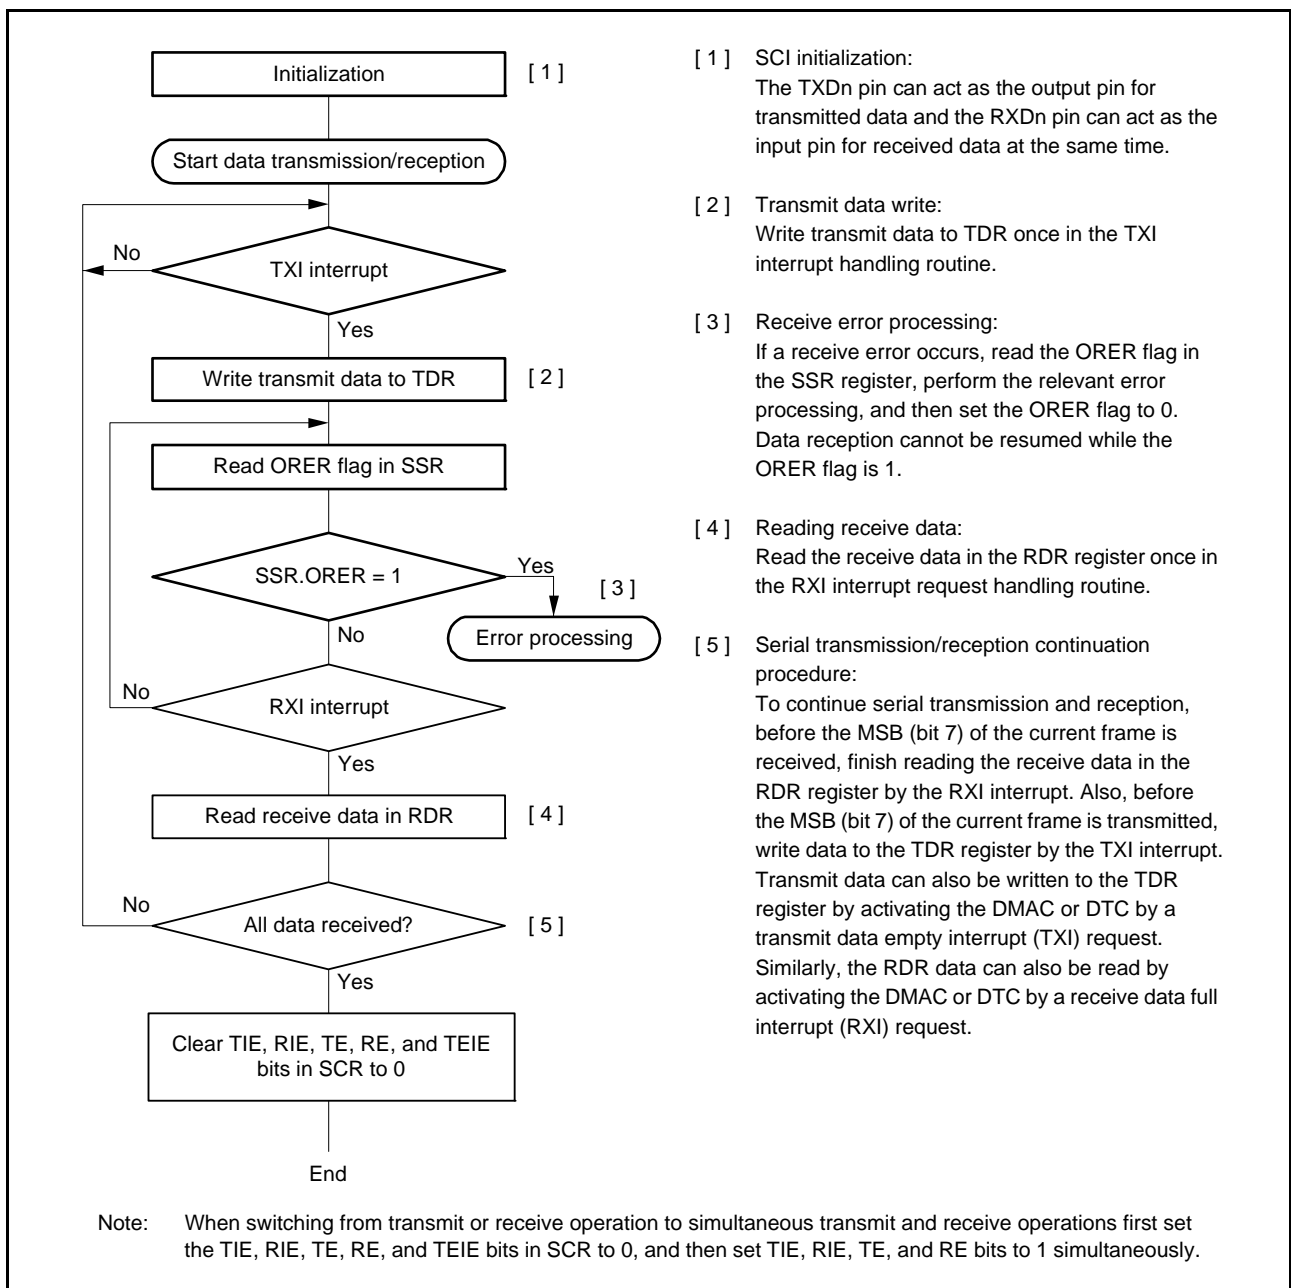 Initialization
[ 1 ]
Start data transmission/reception
No
TXI interrupt
Yes
Write transmit data to TDR
[ 2 ]
Read ORER flag in SSR
SSR.ORER = 1
Yes
[ 3 ]
No
Error processing
No
RXI interrupt
Yes
Read receive data in RDR
[ 4 ]
No
All data received?
[ 5 ]
Yes
Clear TIE, RIE, TE, RE, and TEIE
bits in SCR to 0
End
[ 1 ] SCI initialization:
The TXDn pin can act as the output pin for
transmitted data and the RXDn pin can act as the
input pin for received data at the same time.
[ 2 ] Transmit data write:
Write transmit data to TDR once in the TXI
interrupt handling routine.
[ 3 ] Receive error processing:
If a receive error occurs, read the ORER flag in
the SSR register, perform the relevant error
processing, and then set the ORER flag to 0.
Data reception cannot be resumed while the
ORER flag is 1.
[ 4 ] Reading receive data:
Read the receive data in the RDR register once in
the RXI interrupt request handling routine.
[ 5 ] Serial transmission/reception continuation
procedure:
To continue serial transmission and reception,
before the MSB (bit 7) of the current frame is
received, finish reading the receive data in the
RDR register by the RXI interrupt. Also, before
the MSB (bit 7) of the current frame is transmitted,
write data to the TDR register by the TXI interrupt.
Transmit data can also be written to the TDR
register by activating the DMAC or DTC by a
transmit data empty interrupt (TXI) request.
Similarly, the RDR data can also be read by
activating the DMAC or DTC by a receive data full
interrupt (RXI) request.
Note: When switching from transmit or receive operation to simultaneous transmit and receive operations first set
the TIE, RIE, TE, RE, and TEIE bits in SCR to 0, and then set TIE, RIE, TE, and RE bits to 1 simultaneously.